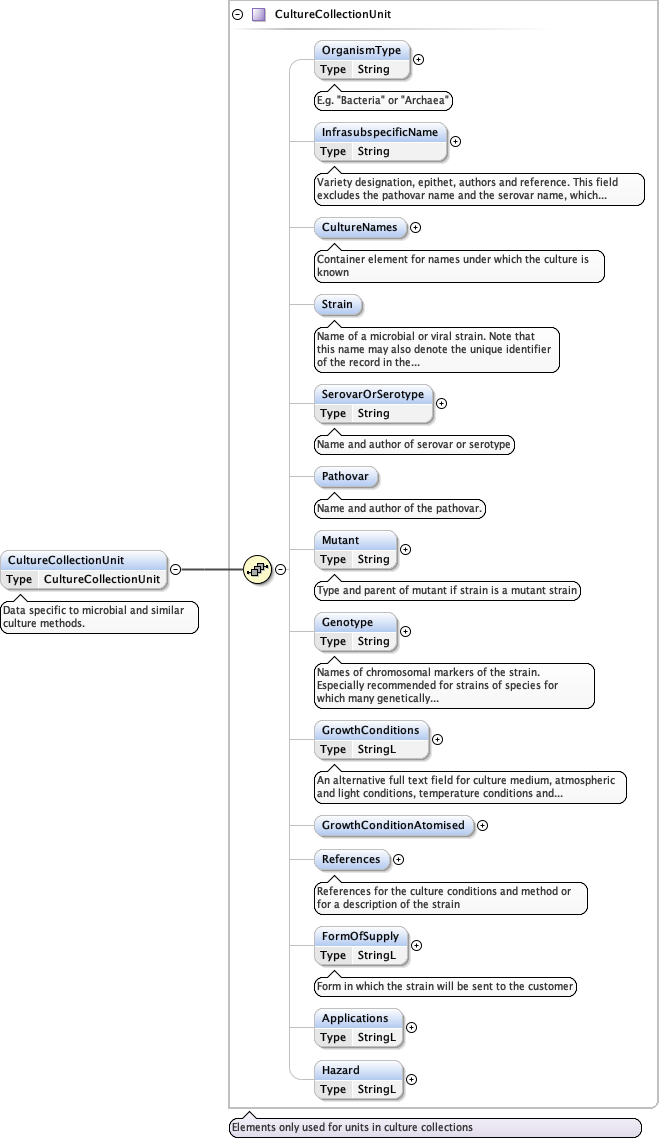 CultureCollectionUnit
OrganismType
Type String
E.g. "Bacteria" or "Archaea"
InfrasubspecificName
Type String
Variety designation, epithet, authors and reference. This field
excludes the pathovar name and the serovar name, which...
CultureNames
Container element for names under which the culture is
known
Strain
Name of a microbial or viral strain. Note that
this name may also denote the unique identifier
of the record in the...
SerovarOrSerotype
Type String
Name and author of serovar or serotype
Pathovar
Name and author of the pathovar.
CultureCollectionUnit
Type CultureCollectionUnit
Data specific to microbial and similar
culture methods.
Mutant
Type String
Type and parent of mutant if strain is a mutant strain
Genotype
Type String
Names of chromosomal markers of the strain.
Especially recommended for strains of species for
which many genetically...
GrowthConditions
Type StringL
An alternative full text field for culture medium, atmospheric
and light conditions, temperature conditions and...
GrowthConditionAtomised
References
References for the culture conditions and method or
for a description of the strain
FormOfSupply
Type StringL
Form in which the strain will be sent to the customer
Applications
Type StringL
Hazard
Type StringL
Elements only used for units in culture collections